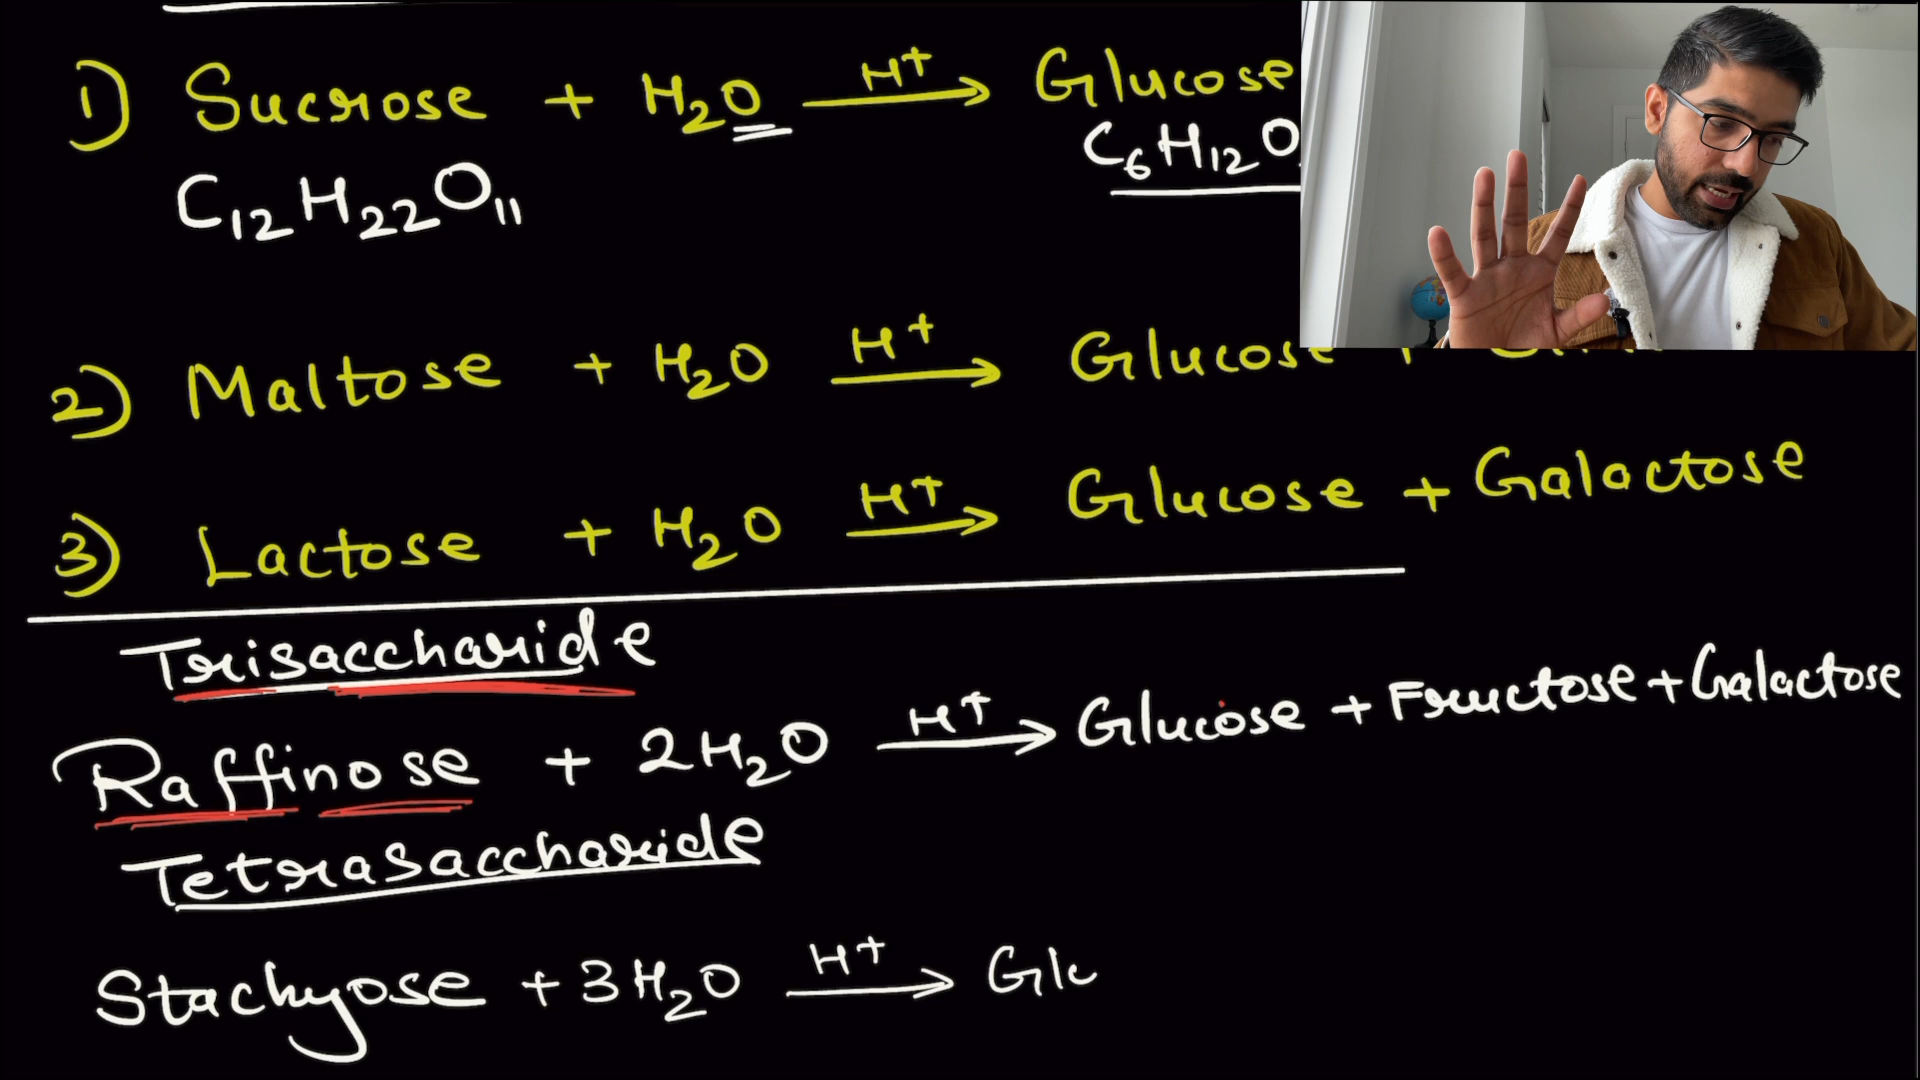 1) Sucrose + H2O H+ → Glucose
C12H22O11 C6H12O
2) Maltose + H2O H+ → Glucose +
3) Lactose + H2O H+ → Glucose + Galactose
Trisaccharide
Raffinose + 2H2O H+ → Glucose + Fructose + Galactose
Tetrasaccharide
Stachyose + 3H2O H+ → Glc